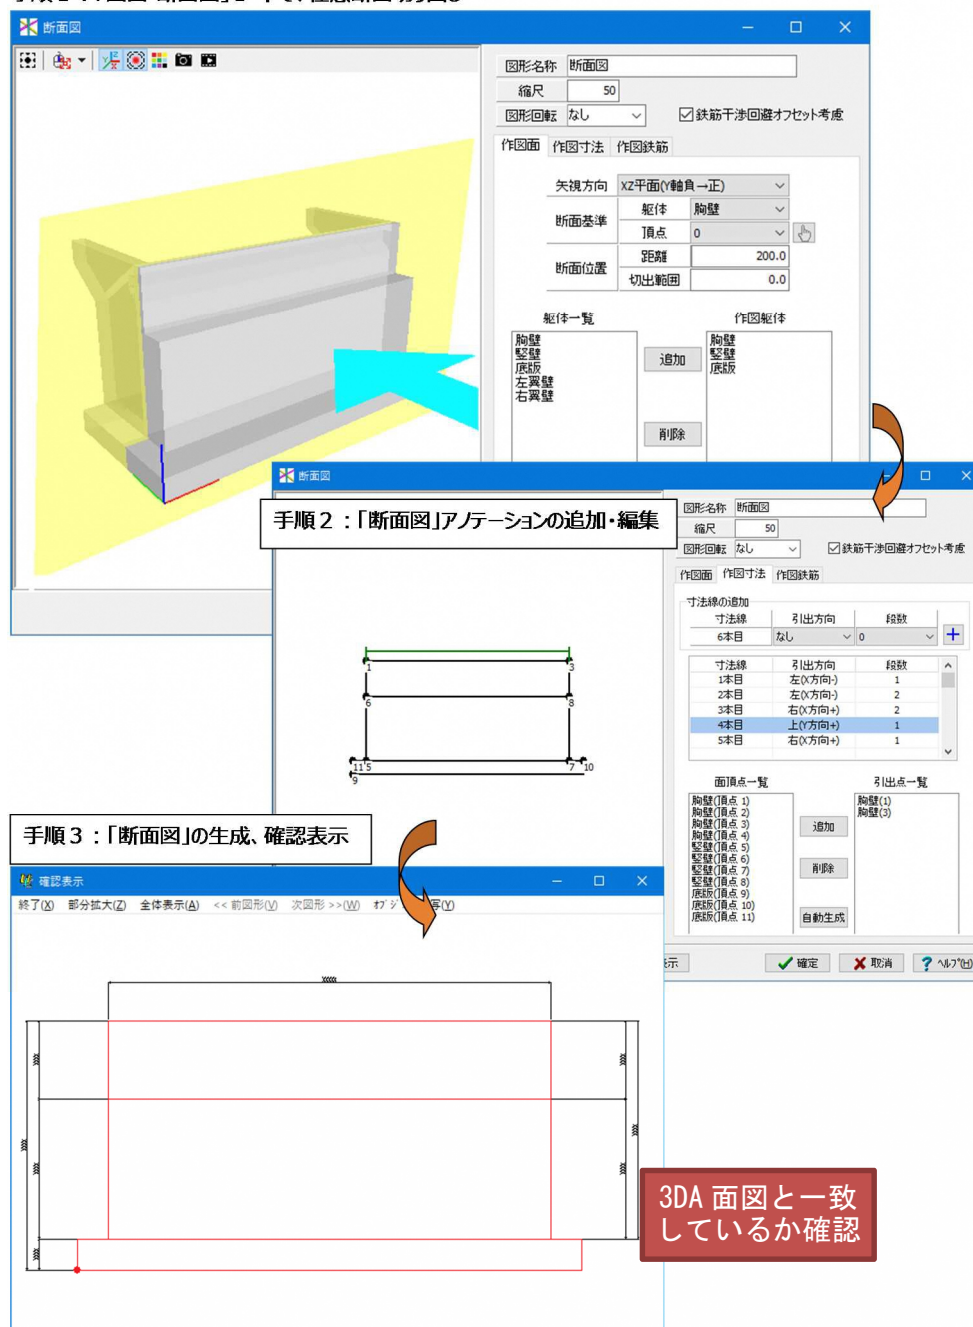 断面図
図形名称 断面図
縮尺 50
図形回転 なし 鉄筋干渉回避オフセット考慮
作図面 作図寸法 作図鉄筋
矢視方向 XZ平面(Y軸負→正)
断面基準 躯体 胸壁
頂点 0
断面位置 距離 200.0
切出範囲 0.0
躯体一覧 作図躯体
胸壁
竪壁
底版
左翼壁
右翼壁
追加
削除
胸壁
竪壁
底版
断面図
手順2：「断面図」アノテーションの追加・編集
図形名称 断面図
縮尺 50
図形回転 なし 鉄筋干渉回避オフセット考慮
作図面 作図寸法 作図鉄筋
寸法線の追加
寸法線 引出方向 段数
6本目 なし 0
寸法線 引出方向 段数
1本目 左(X方向-) 1
2本目 左(X方向-) 2
3本目 右(X方向+) 2
4本目 上(Y方向+) 1
5本目 右(X方向+) 1
1 3
6 8
11 5 7 10
9
面頂点一覧 引出点一覧
胸壁(頂点 1)
胸壁(頂点 2)
胸壁(頂点 3)
胸壁(頂点 4)
竪壁(頂点 5)
竪壁(頂点 6)
竪壁(頂点 7)
竪壁(頂点 8)
底版(頂点 9)
底版(頂点 10)
底版(頂点 11)
追加
削除
自動生成
胸壁(1)
胸壁(3)
示 確定 取消 ヘルプ(H)
手順3：「断面図」の生成、確認表示
確認表示
終了(X) 部分拡大(Z) 全体表示(A) <<前図形(V) 次図形>>(W) 写(Y)
3DA 面図と一致
しているか確認